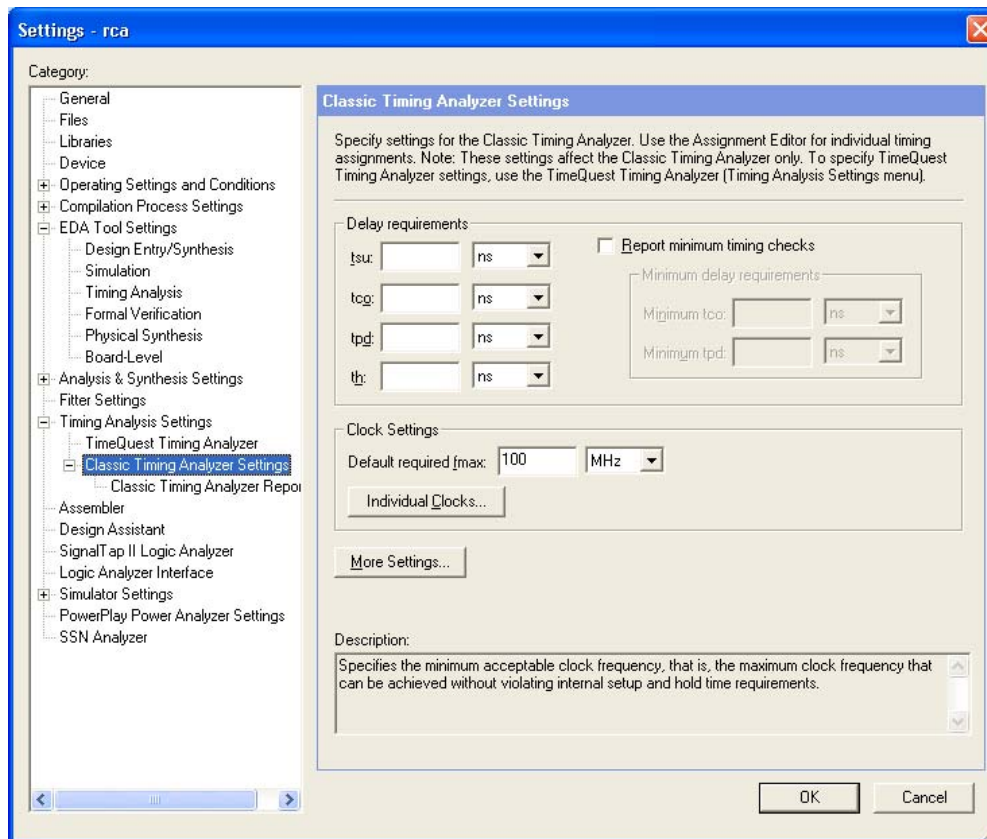 Settings - rca
Category:
General
Files
Libraries
Device
Operating Settings and Conditions
Compilation Process Settings
EDA Tool Settings
Design Entry/Synthesis
Simulation
Timing Analysis
Formal Verification
Physical Synthesis
Board-Level
Analysis & Synthesis Settings
Fitter Settings
Timing Analysis Settings
TimeQuest Timing Analyzer
Classic Timing Analyzer Settings
Classic Timing Analyzer Repor
Assembler
Design Assistant
SignalTap II Logic Analyzer
Logic Analyzer Interface
Simulator Settings
PowerPlay Power Analyzer Settings
SSN Analyzer
Classic Timing Analyzer Settings
Specify settings for the Classic Timing Analyzer. Use the Assignment Editor for individual timing
assignments. Note: These settings affect the Classic Timing Analyzer only. To specify TimeQuest
Timing Analyzer settings, use the TimeQuest Timing Analyzer (Timing Analysis Settings menu).
Delay requirements
tsu: ns
tco: ns
tpd: ns
th: ns
Report minimum timing checks
Minimum delay requirements
Minimum tco: ns
Minimum tpd: ns
Clock Settings
Default required fmax: 100 MHz
Individual Clocks...
More Settings...
Description:
Specifies the minimum acceptable clock frequency, that is, the maximum clock frequency that
can be achieved without violating internal setup and hold time requirements.
OK Cancel